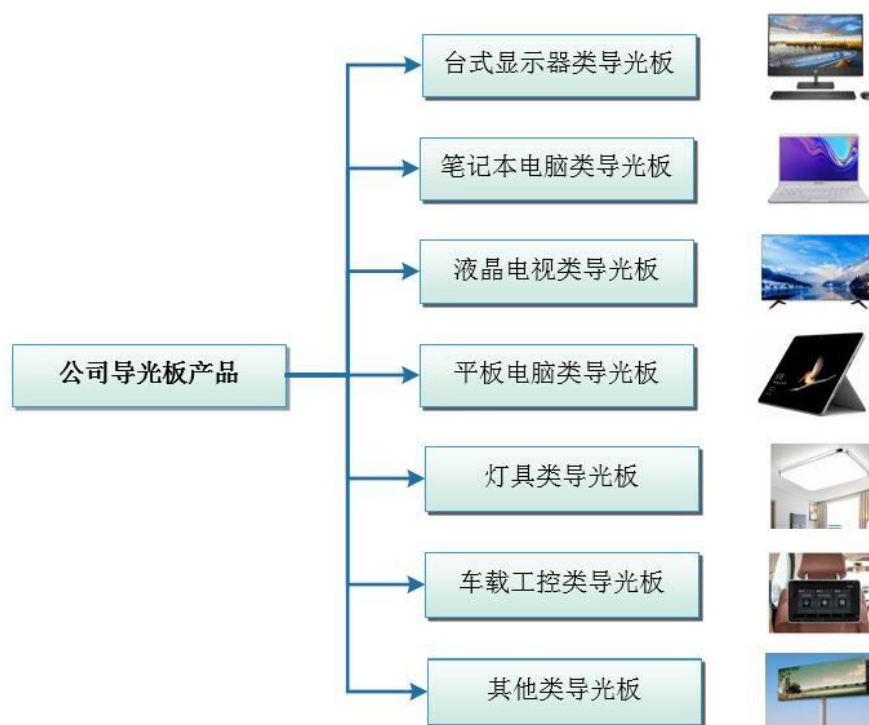 台式显示器类导光板
笔记本电脑类导光板
液晶电视类导光板
公司导光板产品
平板电脑类导光板
灯具类导光板
车载工控类导光板
其他类导光板